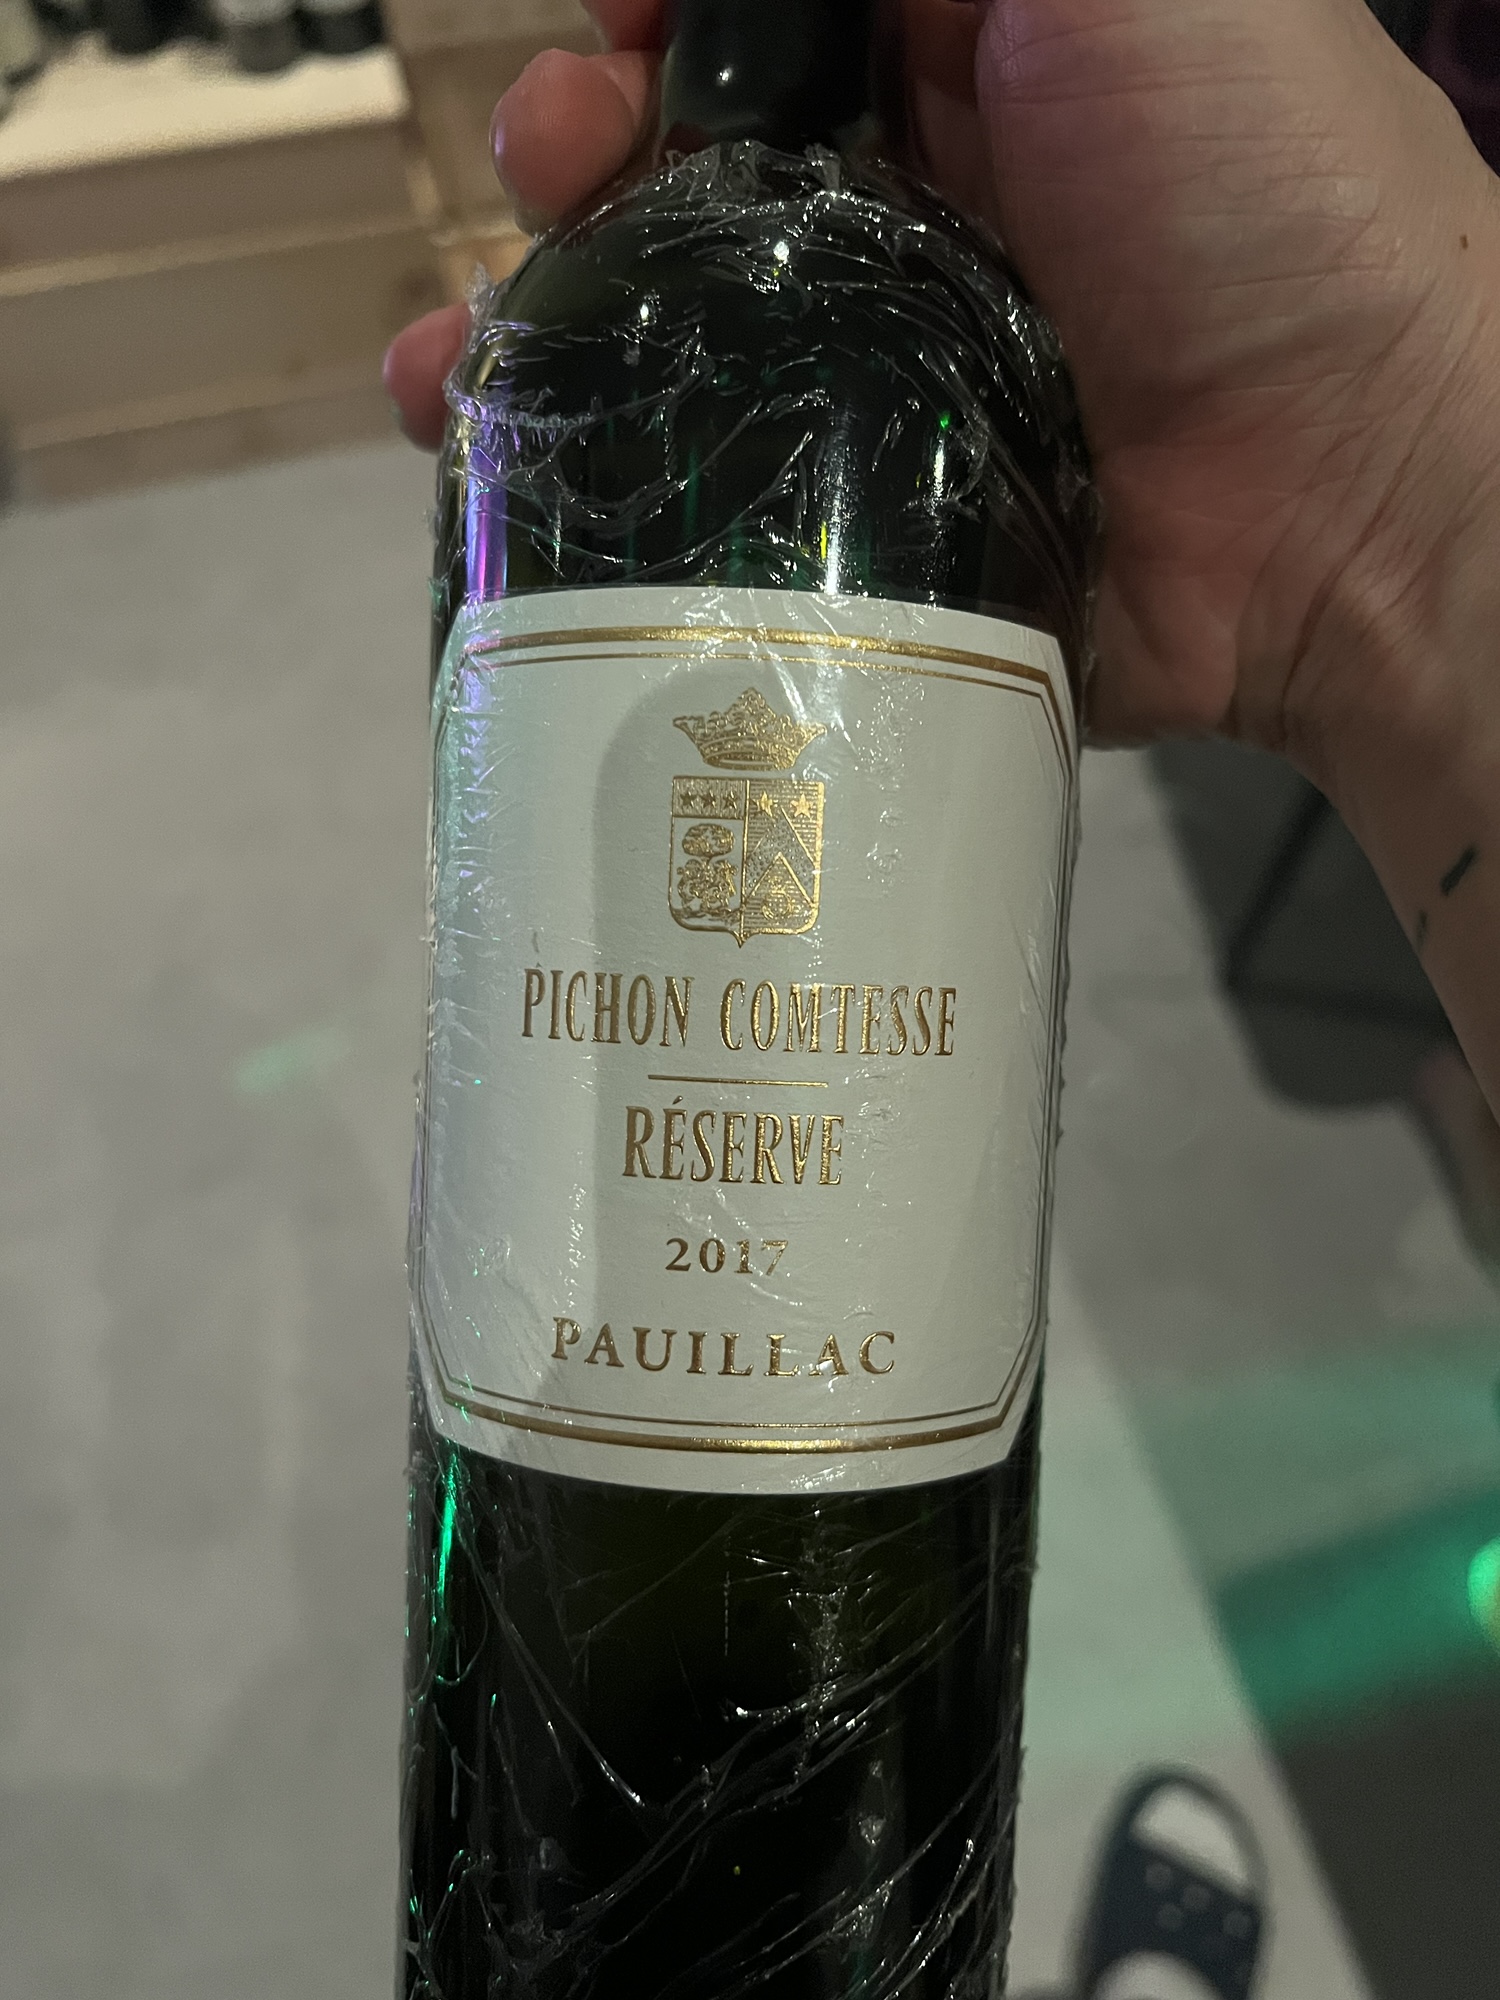 PICHON COMTESSE
RÉSERVE
2017
PAUILLAC